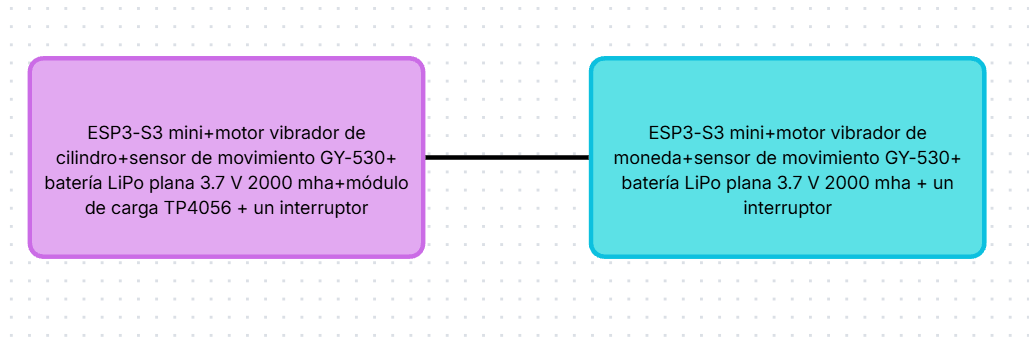 ESP3-S3 mini+motor vibrador de
cilindro+sensor de movimiento GY-530+
batería LiPo plana 3.7 V 2000 mha+módulo
de carga TP4056 + un interruptor
ESP3-S3 mini+motor vibrador de
moneda+sensor de movimiento GY-530+
batería LiPo plana 3.7 V 2000 mha + un
interruptor